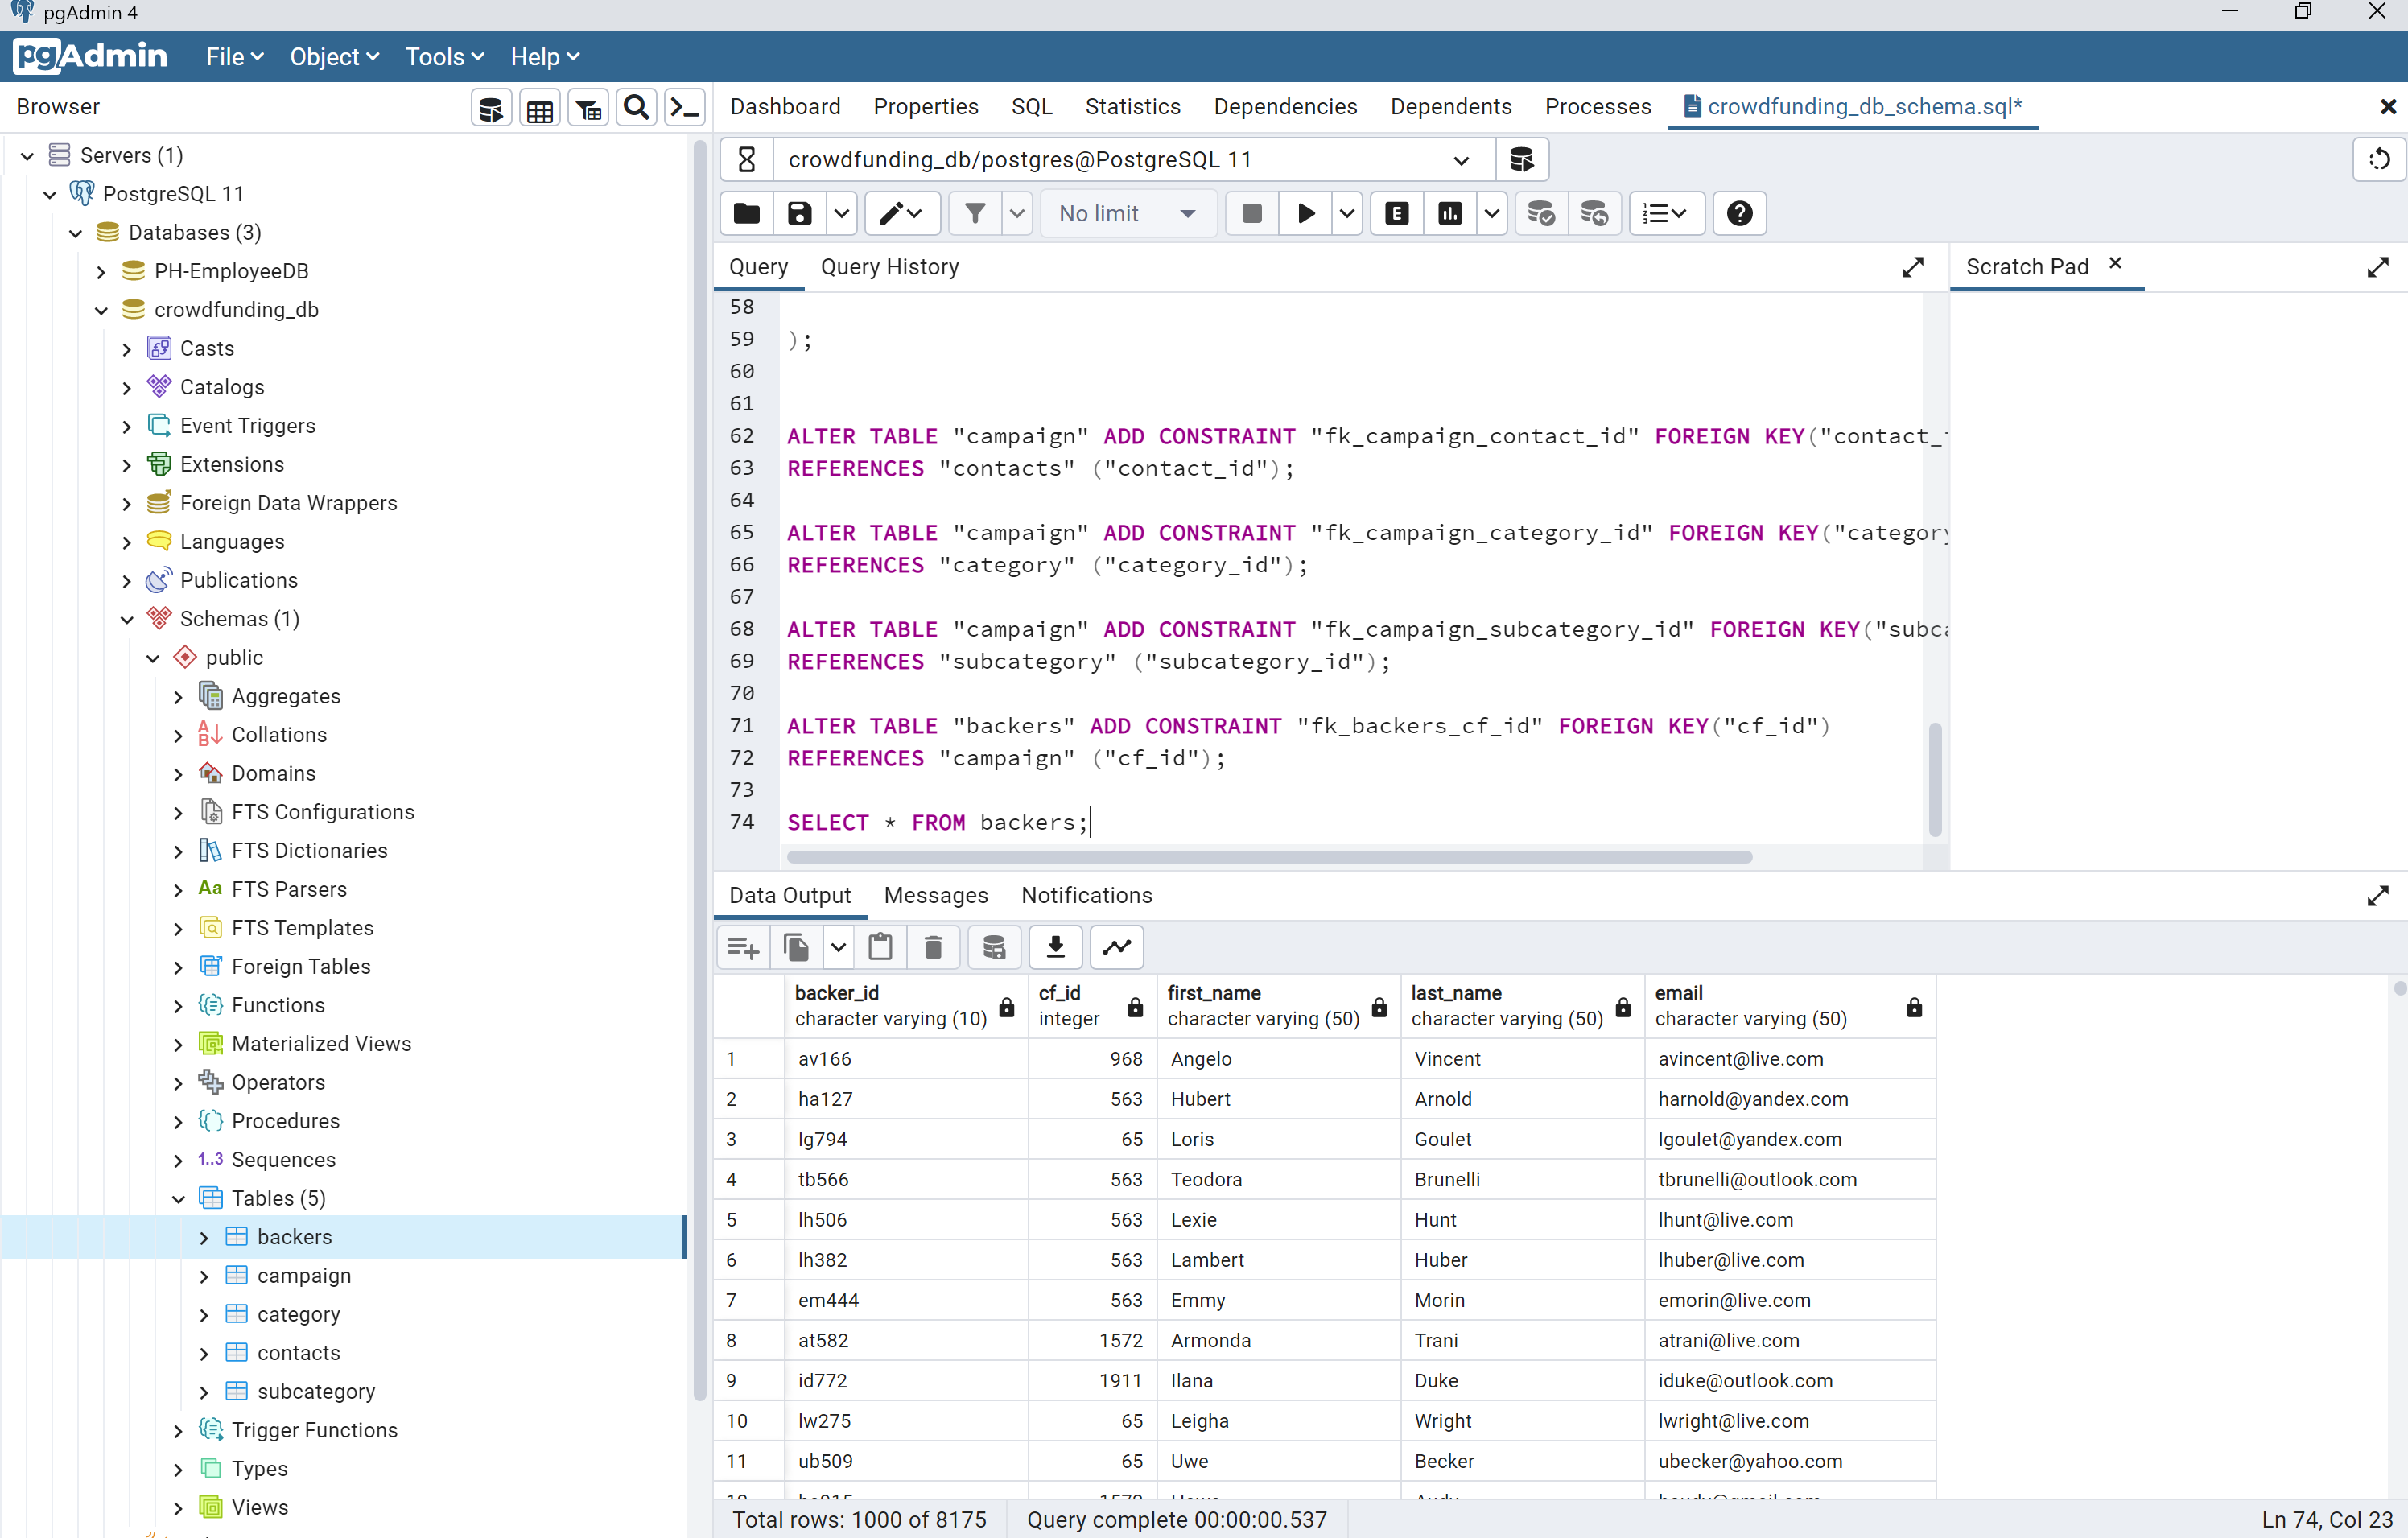 pgAdmin 4
pgAdmin File Object Tools Help
Browser
Dashboard Properties SQL Statistics Dependencies Dependents Processes crowdfunding_db_schema.sql*
Servers (1)
PostgreSQL 11
Databases (3)
PH-EmployeeDB
crowdfunding_db
Casts
Catalogs
Event Triggers
Extensions
Foreign Data Wrappers
Languages
Publications
Schemas (1)
public
Aggregates
Collations
Domains
FTS Configurations
FTS Dictionaries
Aa FTS Parsers
FTS Templates
Foreign Tables
Functions
Materialized Views
Operators
Procedures
1..3 Sequences
Tables (5)
backers
campaign
category
contacts
subcategory
Trigger Functions
Types
Views
crowdfunding_db/postgres@PostgreSQL 11
No limit
E
Query Query History
Scratch Pad
58
59 );
60
61
62 ALTER TABLE "campaign" ADD CONSTRAINT "fk_campaign_contact_id" FOREIGN KEY("contact_
63 REFERENCES "contacts" ("contact_id");
64
65 ALTER TABLE "campaign" ADD CONSTRAINT "fk_campaign_category_id" FOREIGN KEY("category
66 REFERENCES "category" ("category_id");
67
68 ALTER TABLE "campaign" ADD CONSTRAINT "fk_campaign_subcategory_id" FOREIGN KEY("subca
69 REFERENCES "subcategory" ("subcategory_id");
70
71 ALTER TABLE "backers" ADD CONSTRAINT "fk_backers_cf_id" FOREIGN KEY("cf_id")
72 REFERENCES "campaign" ("cf_id");
73
74 SELECT * FROM backers;
Data Output Messages Notifications
backer_id cf_id first_name last_name email
character varying (10) integer character varying (50) character varying (50) character varying (50)
1 av166 968 Angelo Vincent avincent@live.com
2 ha127 563 Hubert Arnold harnold@yandex.com
3 lg794 65 Loris Goulet lgoulet@yandex.com
4 tb566 563 Teodora Brunelli tbrunelli@outlook.com
5 lh506 563 Lexie Hunt lhunt@live.com
6 lh382 563 Lambert Huber lhuber@live.com
7 em444 563 Emmy Morin emorin@live.com
8 at582 1572 Armonda Trani atrani@live.com
9 id772 1911 Ilana Duke iduke@outlook.com
10 lw275 65 Leigha Wright lwright@live.com
11 ub509 65 Uwe Becker ubecker@yahoo.com
Total rows: 1000 of 8175 Query complete 00:00:00.537 Ln 74, Col 23